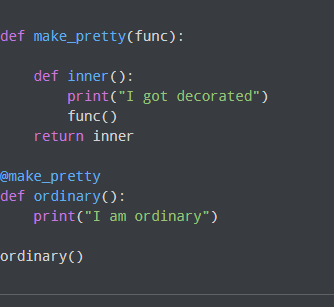 def make_pretty(func):
    def inner():
        print("I got decorated")
        func()
    return inner
@make_pretty
def ordinary():
    print("I am ordinary")
ordinary()